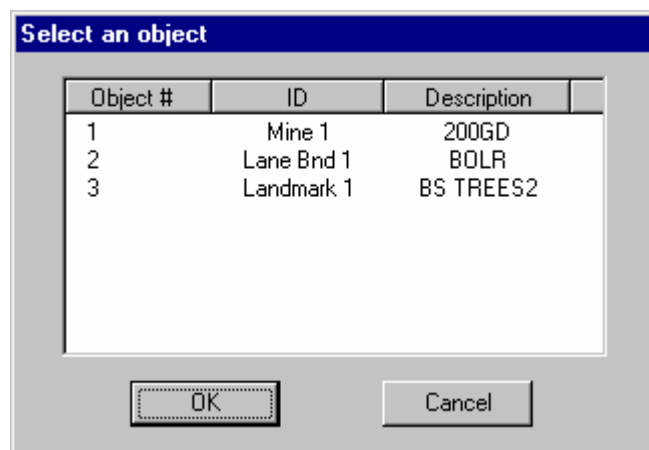 Select an object
Object # ID Description
1 Mine 1 200GD
2 Lane Bnd 1 BOLR
3 Landmark 1 BS TREES2
OK Cancel